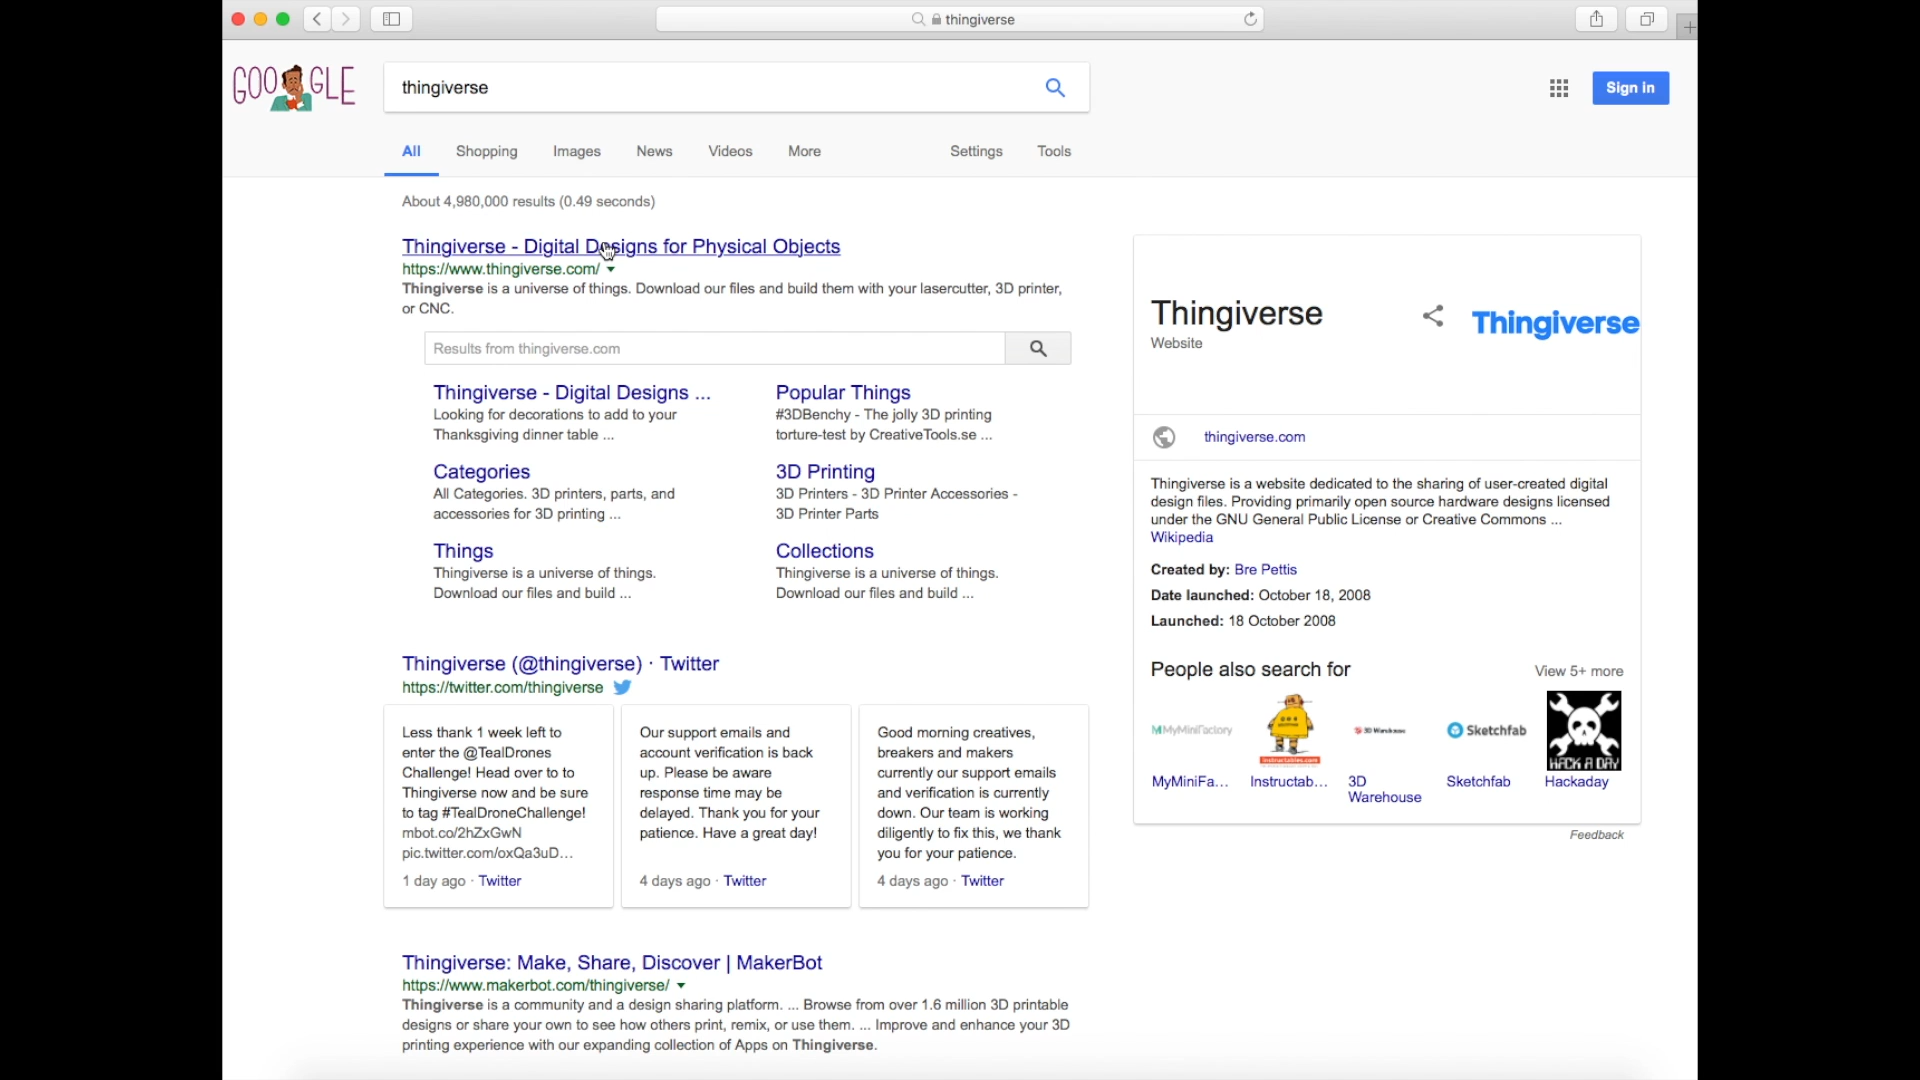 thingiverse
GOOGLE
thingiverse
Sign in
All Shopping Images News Videos More Settings Tools
About 4,980,000 results (0.49 seconds)
Thingiverse - Digital Designs for Physical Objects
https://www.thingiverse.com/
Thingiverse is a universe of things. Download our files and build them with your lasercutter, 3D printer,
or CNC.
Results from thingiverse.com
Thingiverse - Digital Designs ...
Looking for decorations to add to your
Thanksgiving dinner table ...
Popular Things
#3DBenchy - The jolly 3D printing
torture-test by CreativeTools.se ...
Categories
All Categories. 3D printers, parts, and
accessories for 3D printing ...
3D Printing
3D Printers - 3D Printer Accessories -
3D Printer Parts
Things
Thingiverse is a universe of things.
Download our files and build ...
Collections
Thingiverse is a universe of things.
Download our files and build ...
Thingiverse (@thingiverse) · Twitter
https://twitter.com/thingiverse
Less thank 1 week left to
enter the @TealDrones
Challenge! Head over to to
Thingiverse now and be sure
to tag #TealDroneChallenge!
mbot.co/2hZxGwN
pic.twitter.com/oxQa3uD...
1 day ago · Twitter
Our support emails and
account verification is back
up. Please be aware
response time may be
delayed. Thank you for your
patience. Have a great day!
4 days ago · Twitter
Good morning creatives,
breakers and makers
currently our support emails
and verification is currently
down. Our team is working
diligently to fix this, we thank
you for your patience.
4 days ago · Twitter
Thingiverse: Make, Share, Discover | MakerBot
https://www.makerbot.com/thingiverse/
Thingiverse is a community and a design sharing platform. ... Browse from over 1.6 million 3D printable
designs or share your own to see how others print, remix, or use them. ... Improve and enhance your 3D
printing experience with our expanding collection of Apps on Thingiverse.
Thingiverse
Website
Thingiverse
thingiverse.com
Thingiverse is a website dedicated to the sharing of user-created digital
design files. Providing primarily open source hardware designs licensed
under the GNU General Public License or Creative Commons ...
Wikipedia
Created by: Bre Pettis
Date launched: October 18, 2008
Launched: 18 October 2008
People also search for
View 5+ more
MyMiniFactory
instructables.com
3D Warehouse
Sketchfab
HACK A DAY
MyMiniFa...
Instructab...
3D
Warehouse
Sketchfab
Hackaday
Feedback